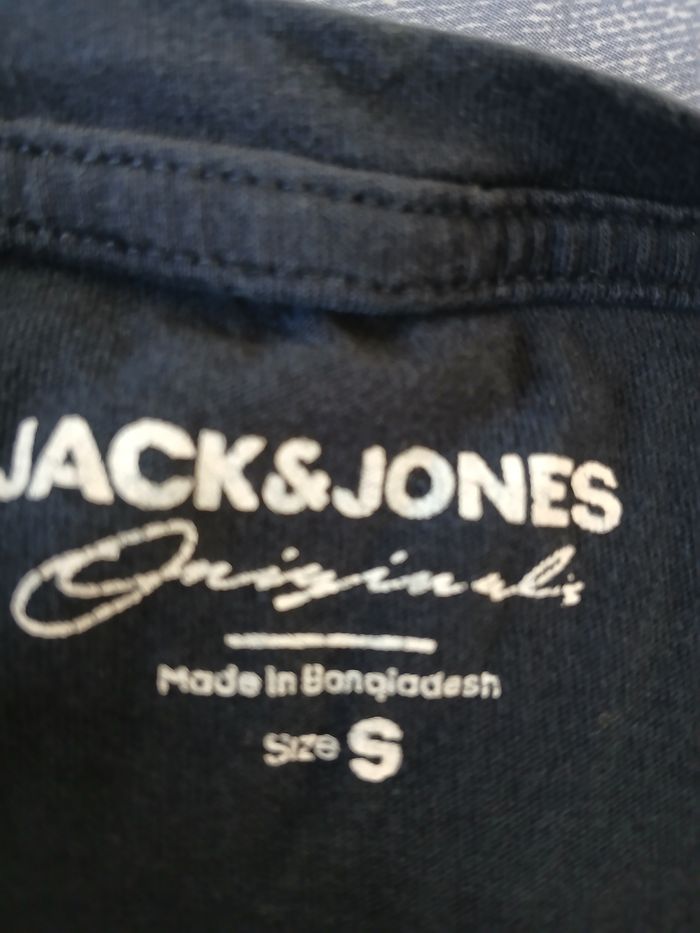 JACK&JONES
Originals
Made in Bangladesh
Size S